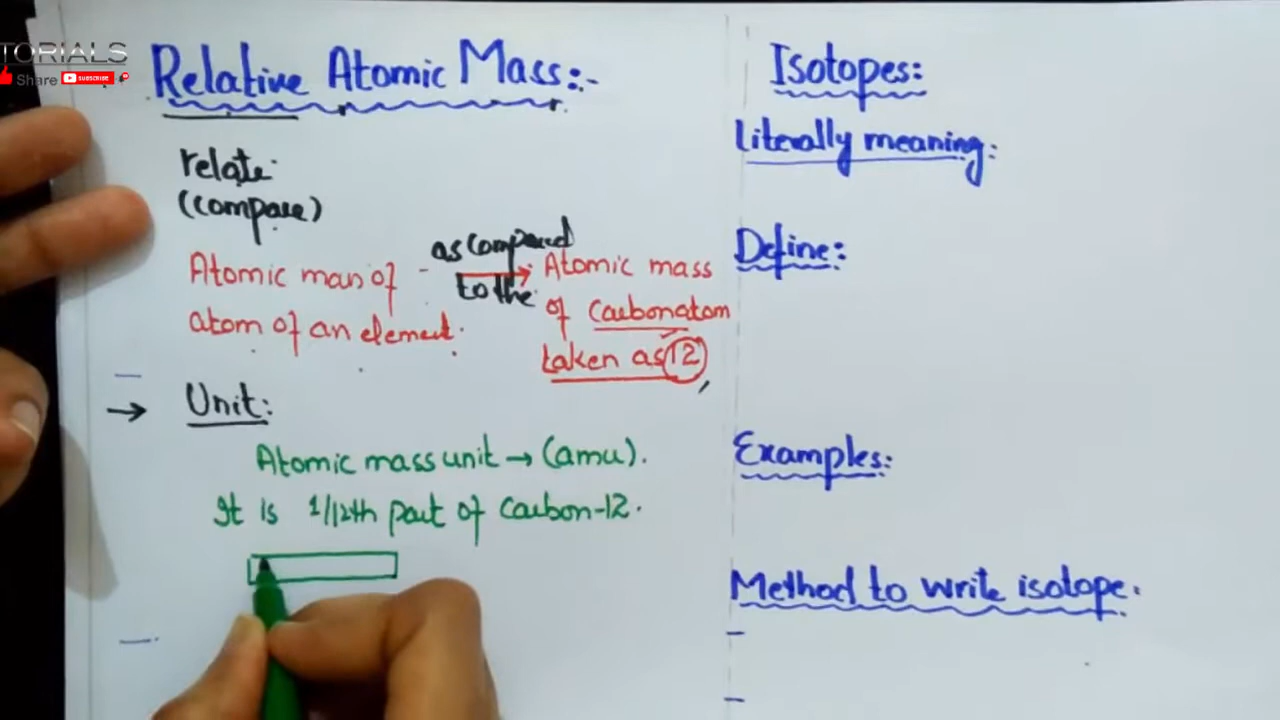 TORIALS
Share SUBSCRIBE
Relative Atomic Mass:-
relate
(compare)
Atomic mass of
atom of an element.
as compared
to the
Atomic mass
of Carbon atom
taken as 12
→ Unit:
Atomic mass unit → (amu).
It is 1/12th part of Carbon-12.
Isotopes:
Literally meaning:
Define:
Examples:
Method to write isotope.